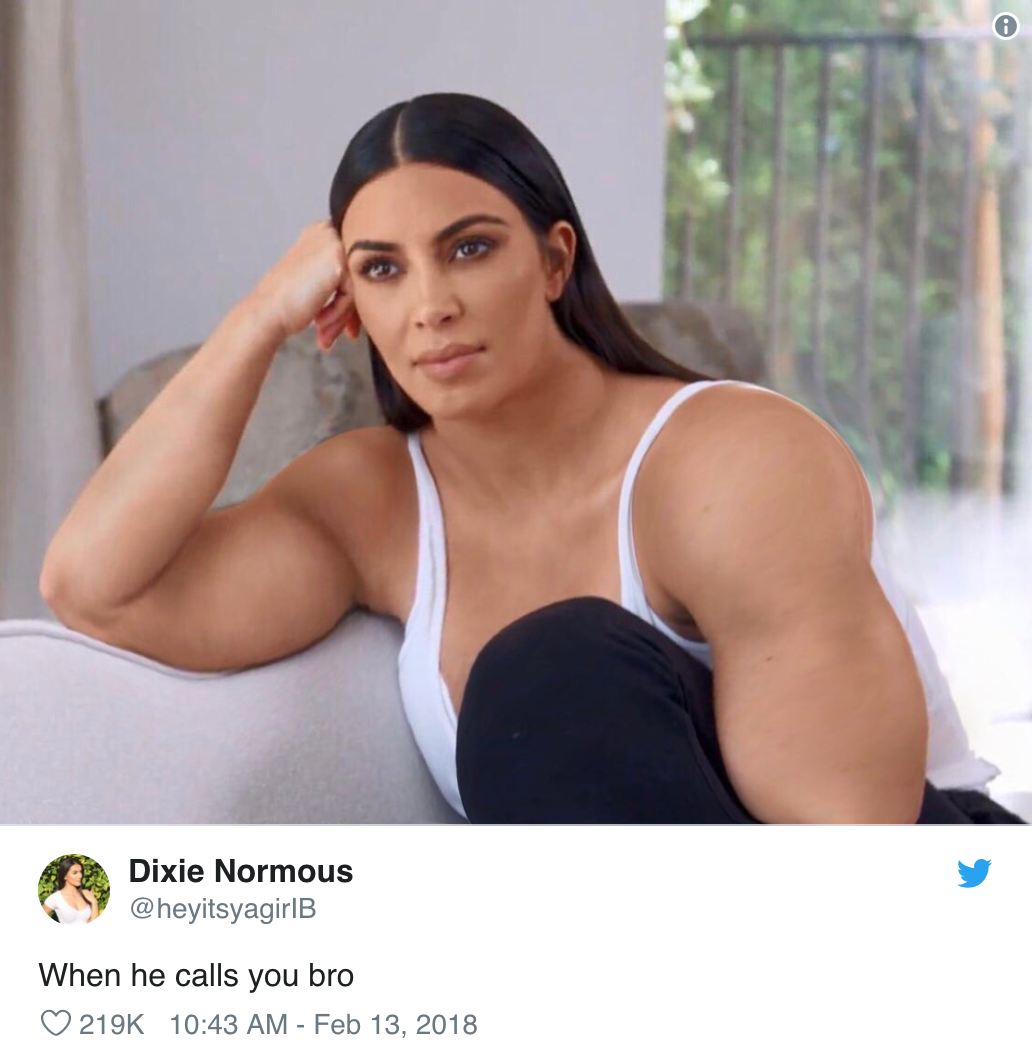 Dixie Normous
@heyitsyagirlB
When he calls you bro
219K 10:43 AM - Feb 13, 2018